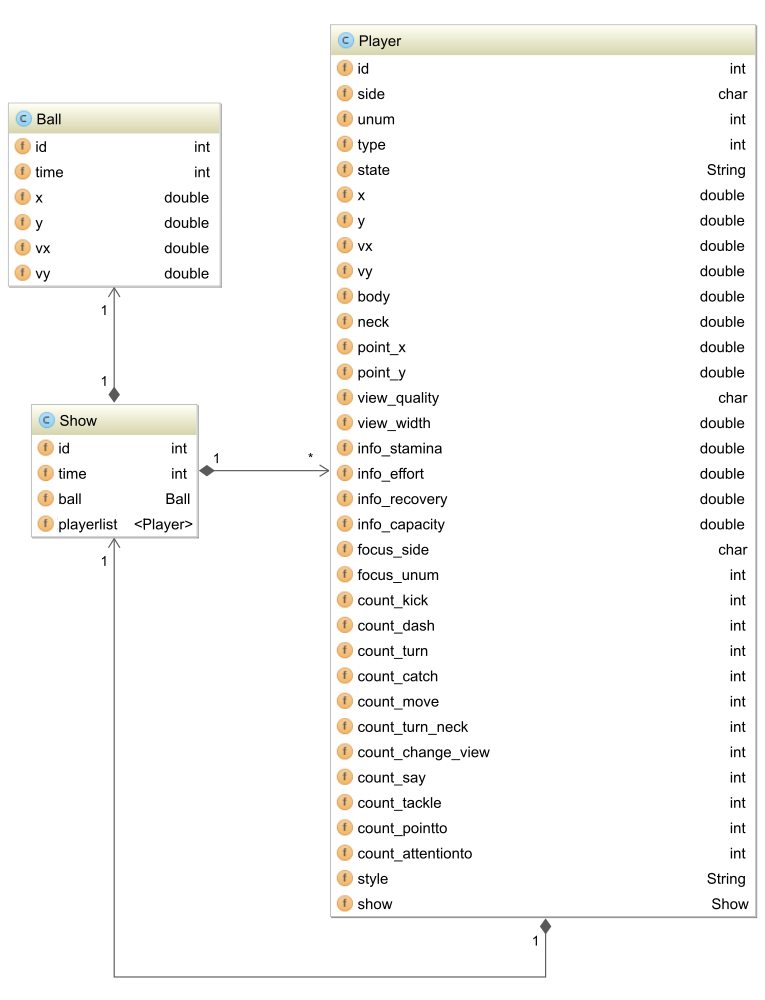 C Player
f id int
f side char
f unum int
f type int
f state String
f x double
f y double
f vx double
f vy double
f body double
f neck double
f point_x double
f point_y double
f view_quality char
f view_width double
f info_stamina double
f info_effort double
f info_recovery double
f info_capacity double
f focus_side char
f focus_unum int
f count_kick int
f count_dash int
f count_turn int
f count_catch int
f count_move int
f count_turn_neck int
f count_change_view int
f count_say int
f count_tackle int
f count_pointto int
f count_attentionto int
f style String
f show Show
C Ball
f id int
f time int
f x double
f y double
f vx double
f vy double
1
1
C Show
f id int
f time int
f ball Ball
f playerlist <Player>
1 *
1
1